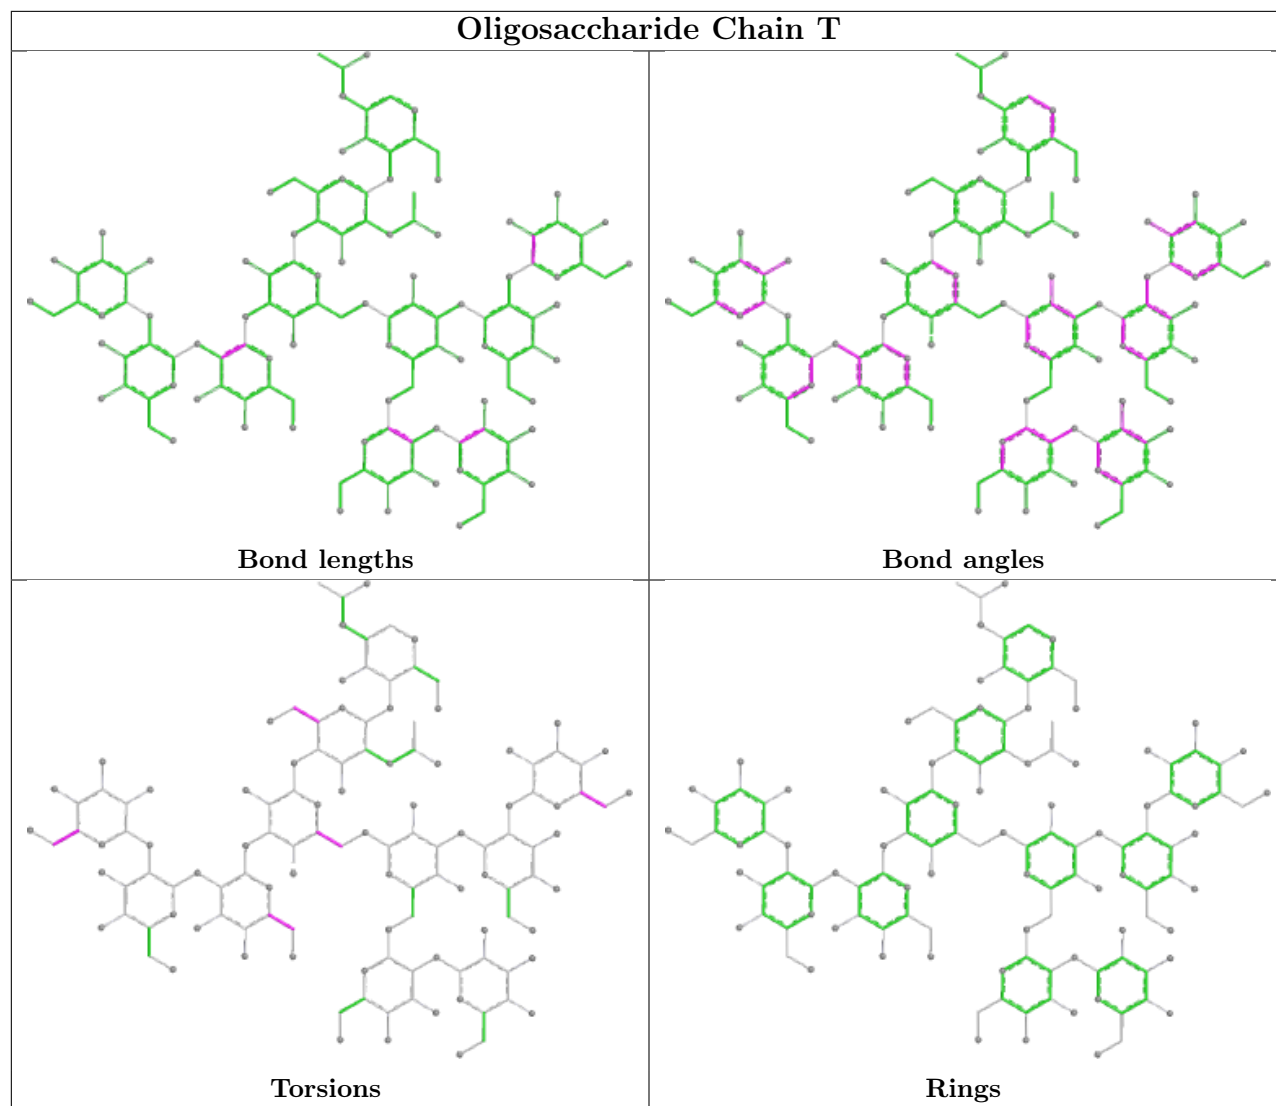 Oligosaccharide Chain T
Bond lengths
Bond angles
Torsions
Rings